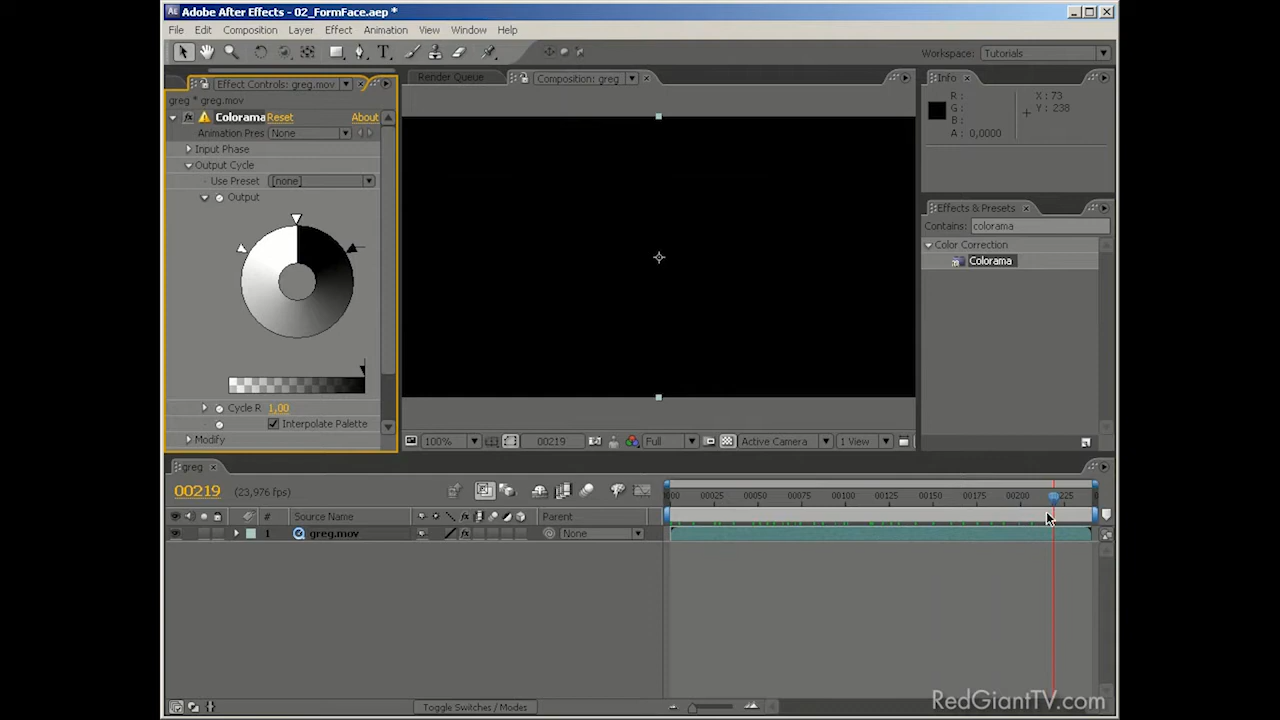 Adobe After Effects - 02_FormFace.aep *
File Edit Composition Layer Effect Animation View Window Help
Workspace: Tutorials
Effect Controls: greg.mov
Render Queue
Composition: greg
Info
greg * greg.mov
R :
G :
B :
A : 0,0000
X : 73
Y : 238
Colorama Reset About
Animation Pres None
Input Phase
Output Cycle
Use Preset [none]
Output
Cycle R 1,00
Interpolate Palette
Modify
Effects & Presets
Contains: colorama
Color Correction
Colorama
100% 00219 Full Active Camera 1 View
greg
00219 (23,976 fps)
000 00025 00050 00075 00100 00125 00150 00175 00200 225
# Source Name Parent
1 greg.mov None
Toggle Switches / Modes
RedGiantTV.com